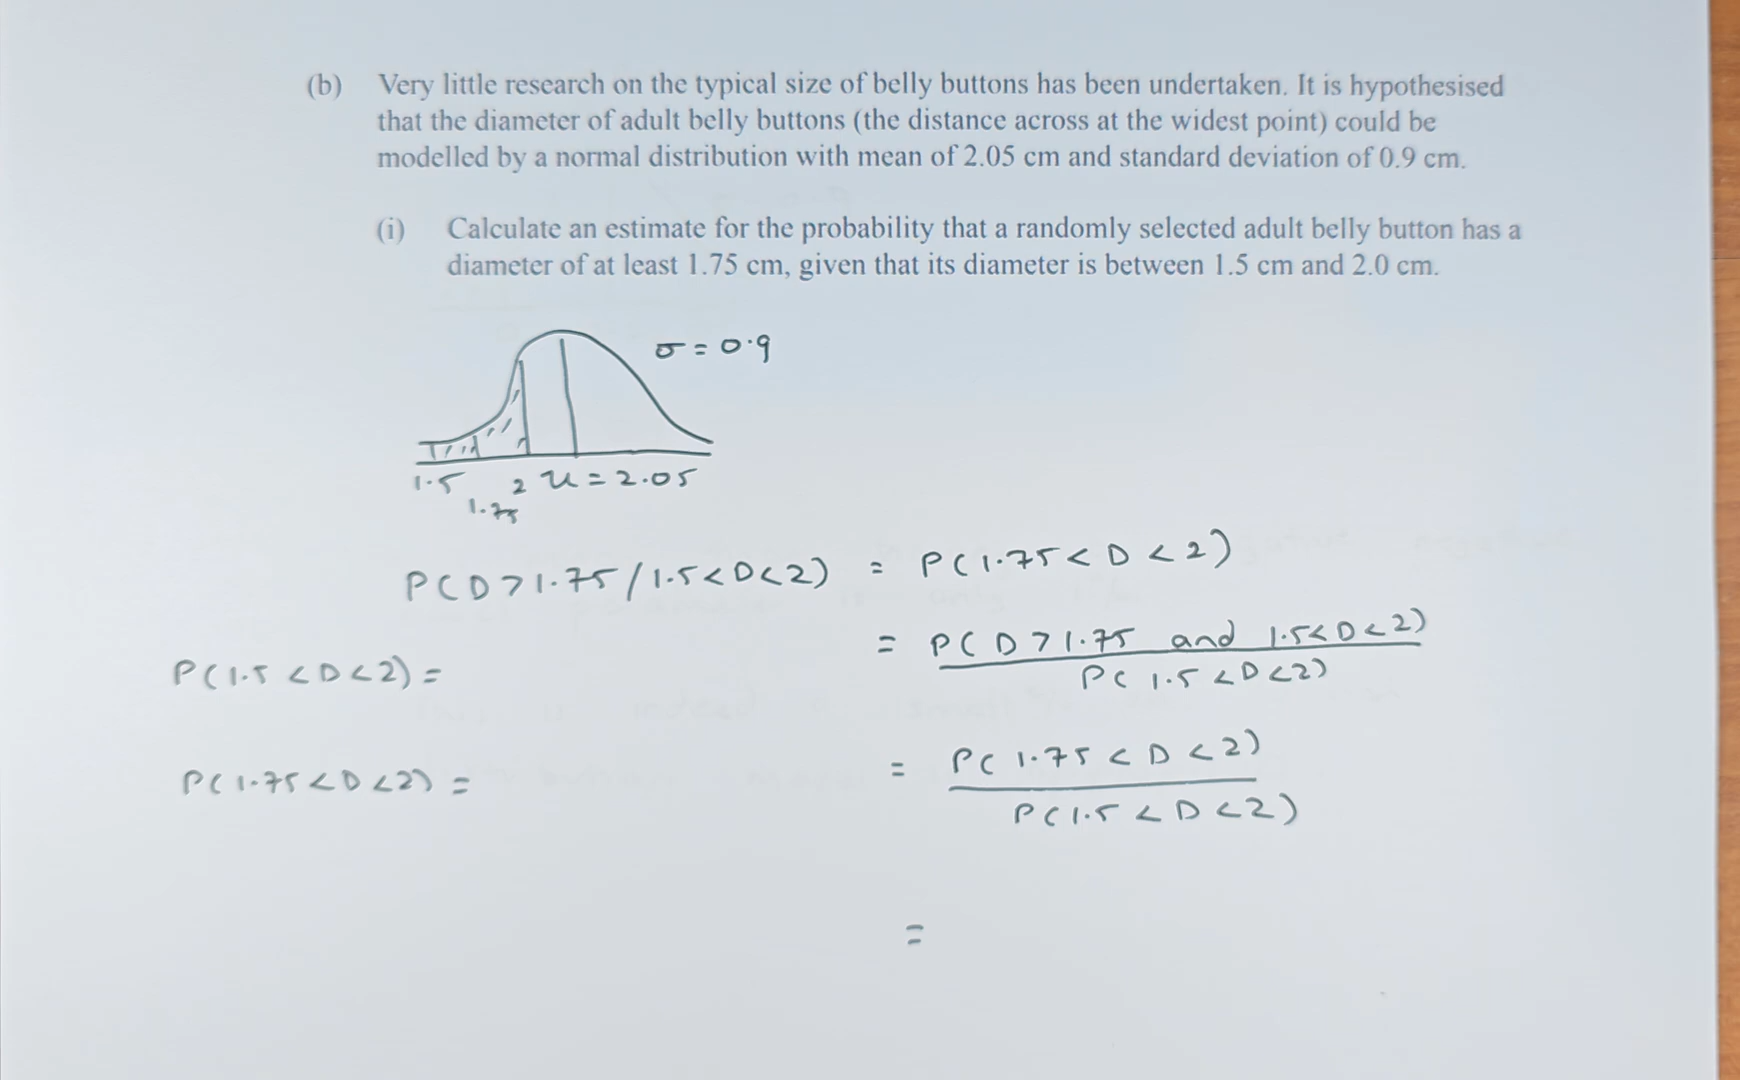 (b) Very little research on the typical size of belly buttons has been undertaken. It is hypothesised
that the diameter of adult belly buttons (the distance across at the widest point) could be
modelled by a normal distribution with mean of 2.05 cm and standard deviation of 0.9 cm.
(i) Calculate an estimate for the probability that a randomly selected adult belly button has a
diameter of at least 1.75 cm, given that its diameter is between 1.5 cm and 2.0 cm.
σ = 0.9
1.5 2 u = 2.05
1.75
P(D > 1.75 / 1.5 < D < 2) = P(1.75 < D < 2)
= P(D > 1.75 and 1.5 < D < 2)
P(1.5 < D < 2)
P(1.5 < D < 2) =
= P(1.75 < D < 2)
P(1.5 < D < 2)
P(1.75 < D < 2) =
=